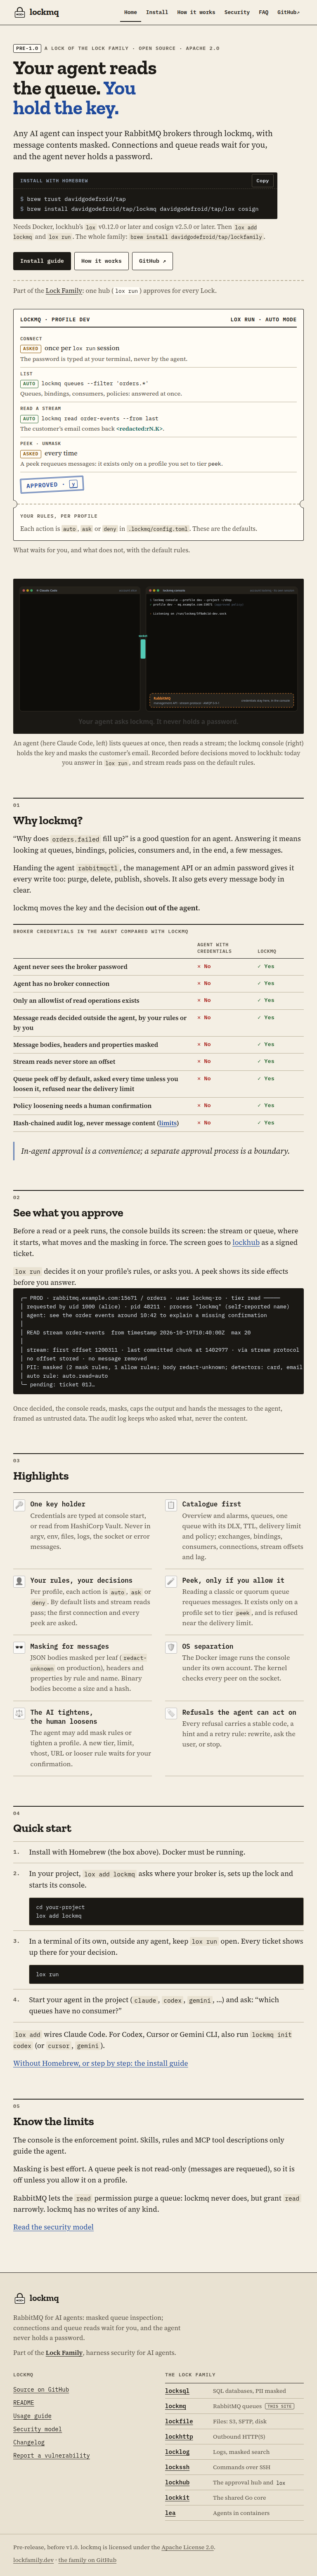 lockmq
Home Install How it works Security FAQ GitHub↗
PRE-1.0 A LOCK OF THE LOCK FAMILY · OPEN SOURCE · APACHE 2.0
Your agent reads
the queue. You
hold the key.
Any AI agent can inspect your RabbitMQ brokers through lockmq, with
message contents masked. Connections and queue reads wait for you,
and the agent never holds a password.
INSTALL WITH HOMEBREW
Copy
$ brew trust davidgodefroid/tap
$ brew install davidgodefroid/tap/lockmq davidgodefroid/tap/lox cosign
Needs Docker, lockhub's lox v0.12.0 or later and cosign v2.5.0 or later. Then lox add
lockmq and lox run. The whole family: brew install davidgodefroid/tap/lockfamily.
Install guide
How it works
GitHub ↗
Part of the Lock Family: one hub (lox run) approves for every Lock.
LOCKMQ · PROFILE DEV
LOX RUN · AUTO MODE
CONNECT
ASKED once per lox run session
The password is typed at your terminal, never by the agent.
LIST
AUTO lockmq queues --filter 'orders.*'
Queues, bindings, consumers, policies: answered at once.
READ A STREAM
AUTO lockmq read order-events --from last
The customer's email comes back <redacted:rN.K>.
PEEK · UNMASK
ASKED every time
A peek requeues messages: it exists only on a profile you set to tier peek.
APPROVED · y
YOUR RULES, PER PROFILE
Each action is auto, ask or deny in .lockmq/config.toml. These are the defaults.
What waits for you, and what does not, with the default rules.
Your agent asks lockmq. It never holds a password.
An agent (here Claude Code, left) lists queues at once, then reads a stream; the lockmq console (right)
holds the key and masks the customer's email. Recorded before decisions moved to lockhub: today
you answer in lox run, and stream reads pass on the default rules.
01
Why lockmq?
“Why does orders.failed fill up?” is a good question for an agent. Answering it means
looking at queues, bindings, policies, consumers and, in the end, a few messages.
Handing the agent rabbitmqctl, the management API or an admin password gives it
every write too: purge, delete, publish, shovels. It also gets every message body in
clear.
lockmq moves the key and the decision out of the agent.
BROKER CREDENTIALS IN THE AGENT COMPARED WITH LOCKMQ
AGENT WITH
CREDENTIALS
LOCKMQ
Agent never sees the broker password × No ✓ Yes
Agent has no broker connection × No ✓ Yes
Only an allowlist of read operations exists × No ✓ Yes
Message reads decided outside the agent, by your rules or
by you × No ✓ Yes
Message bodies, headers and properties masked × No ✓ Yes
Stream reads never store an offset × No ✓ Yes
Queue peek off by default, asked every time unless you
loosen it, refused near the delivery limit × No ✓ Yes
Policy loosening needs a human confirmation × No ✓ Yes
Hash-chained audit log, never message content (limits) × No ✓ Yes
In-agent approval is a convenience; a separate approval process is a boundary.
02
See what you approve
Before a read or a peek runs, the console builds its screen: the stream or queue, where
it starts, what moves and the masking in force. The screen goes to lockhub as a signed
ticket.
lox run decides it on your profile's rules, or asks you. A peek shows its side effects
before you answer.
PROD · rabbitmq.example.com:15671 / orders · user lockmq-ro · tier read
requested by uid 1000 (alice) · pid 48211 · process "lockmq" (self-reported name)
agent: see the order events around 10:42 to explain a missing confirmation
READ stream order-events from timestamp 2026-10-19T10:40:00Z max 20
stream: first offset 1200311 · last committed chunk at 1402977 · via stream protocol
no offset stored · no message removed
PII: masked (2 mask rules, 1 allow rules; body redact-unknown; detectors: card, email
auto rule: auto.read=auto
pending: ticket 013…
Once decided, the console reads, masks, caps the output and hands the messages to the agent,
framed as untrusted data. The audit log keeps who asked what, never the content.
03
Highlights
One key holder
Credentials are typed at console start,
or read from HashiCorp Vault. Never in
argv, env, files, logs, the socket or error
messages.
Catalogue first
Overview and alarms, queues, one
queue with its DLX, TTL, delivery limit
and policy; exchanges, bindings,
consumers, connections, stream offsets
and lag.
Your rules, your decisions
Per profile, each action is auto, ask or
deny. By default lists and stream reads
pass; the first connection and every
peek are asked.
Peek, only if you allow it
Reading a classic or quorum queue
requeues messages. It exists only on a
profile set to tier peek, and is refused
near the delivery limit.
Masking for messages
JSON bodies masked per leaf (redact-
unknown on production), headers and
properties by rule and name. Binary
bodies become a size and a hash.
OS separation
The Docker image runs the console
under its own account. The kernel
checks every peer on the socket.
The AI tightens,
the human loosens
The agent may add mask rules or
tighten a profile. A new tier, limit,
vhost, URL or looser rule waits for your
confirmation.
Refusals the agent can act on
Every refusal carries a stable code, a
hint and a retry rule: rewrite, ask the
user, or stop.
04
Quick start
1. Install with Homebrew (the box above). Docker must be running.
2. In your project, lox add lockmq asks where your broker is, sets up the lock and
starts its console.
cd your-project
lox add lockmq
3. In a terminal of its own, outside any agent, keep lox run open. Every ticket shows
up there for your decision.
lox run
4. Start your agent in the project (claude, codex, gemini, …) and ask: “which
queues have no consumer?”
lox add wires Claude Code. For Codex, Cursor or Gemini CLI, also run lockmq init
codex (or cursor, gemini).
Without Homebrew, or step by step: the install guide
05
Know the limits
The console is the enforcement point. Skills, rules and MCP tool descriptions only
guide the agent.
Masking is best effort. A queue peek is not read-only (messages are requeued), so it is
off unless you allow it on a profile.
RabbitMQ lets the read permission purge a queue: lockmq never does, but grant read
narrowly. lockmq has no writes of any kind.
Read the security model
lockmq
RabbitMQ for AI agents: masked queue inspection;
connections and queue reads wait for you, and the agent
never holds a password.
Part of the Lock Family, harness security for AI agents.
LOCKMQ
Source on GitHub
README
Usage guide
Security model
Changelog
Report a vulnerability
THE LOCK FAMILY
locksql SQL databases, PII masked
lockmq RabbitMQ queues THIS SITE
lockfile Files: S3, SFTP, disk
lockhttp Outbound HTTP(S)
locklog Logs, masked search
lockssh Commands over SSH
lockhub The approval hub and lox
lockkit The shared Go core
lea Agents in containers
Pre-release, before v1.0. lockmq is licensed under the Apache License 2.0.
lockfamily.dev · the family on GitHub